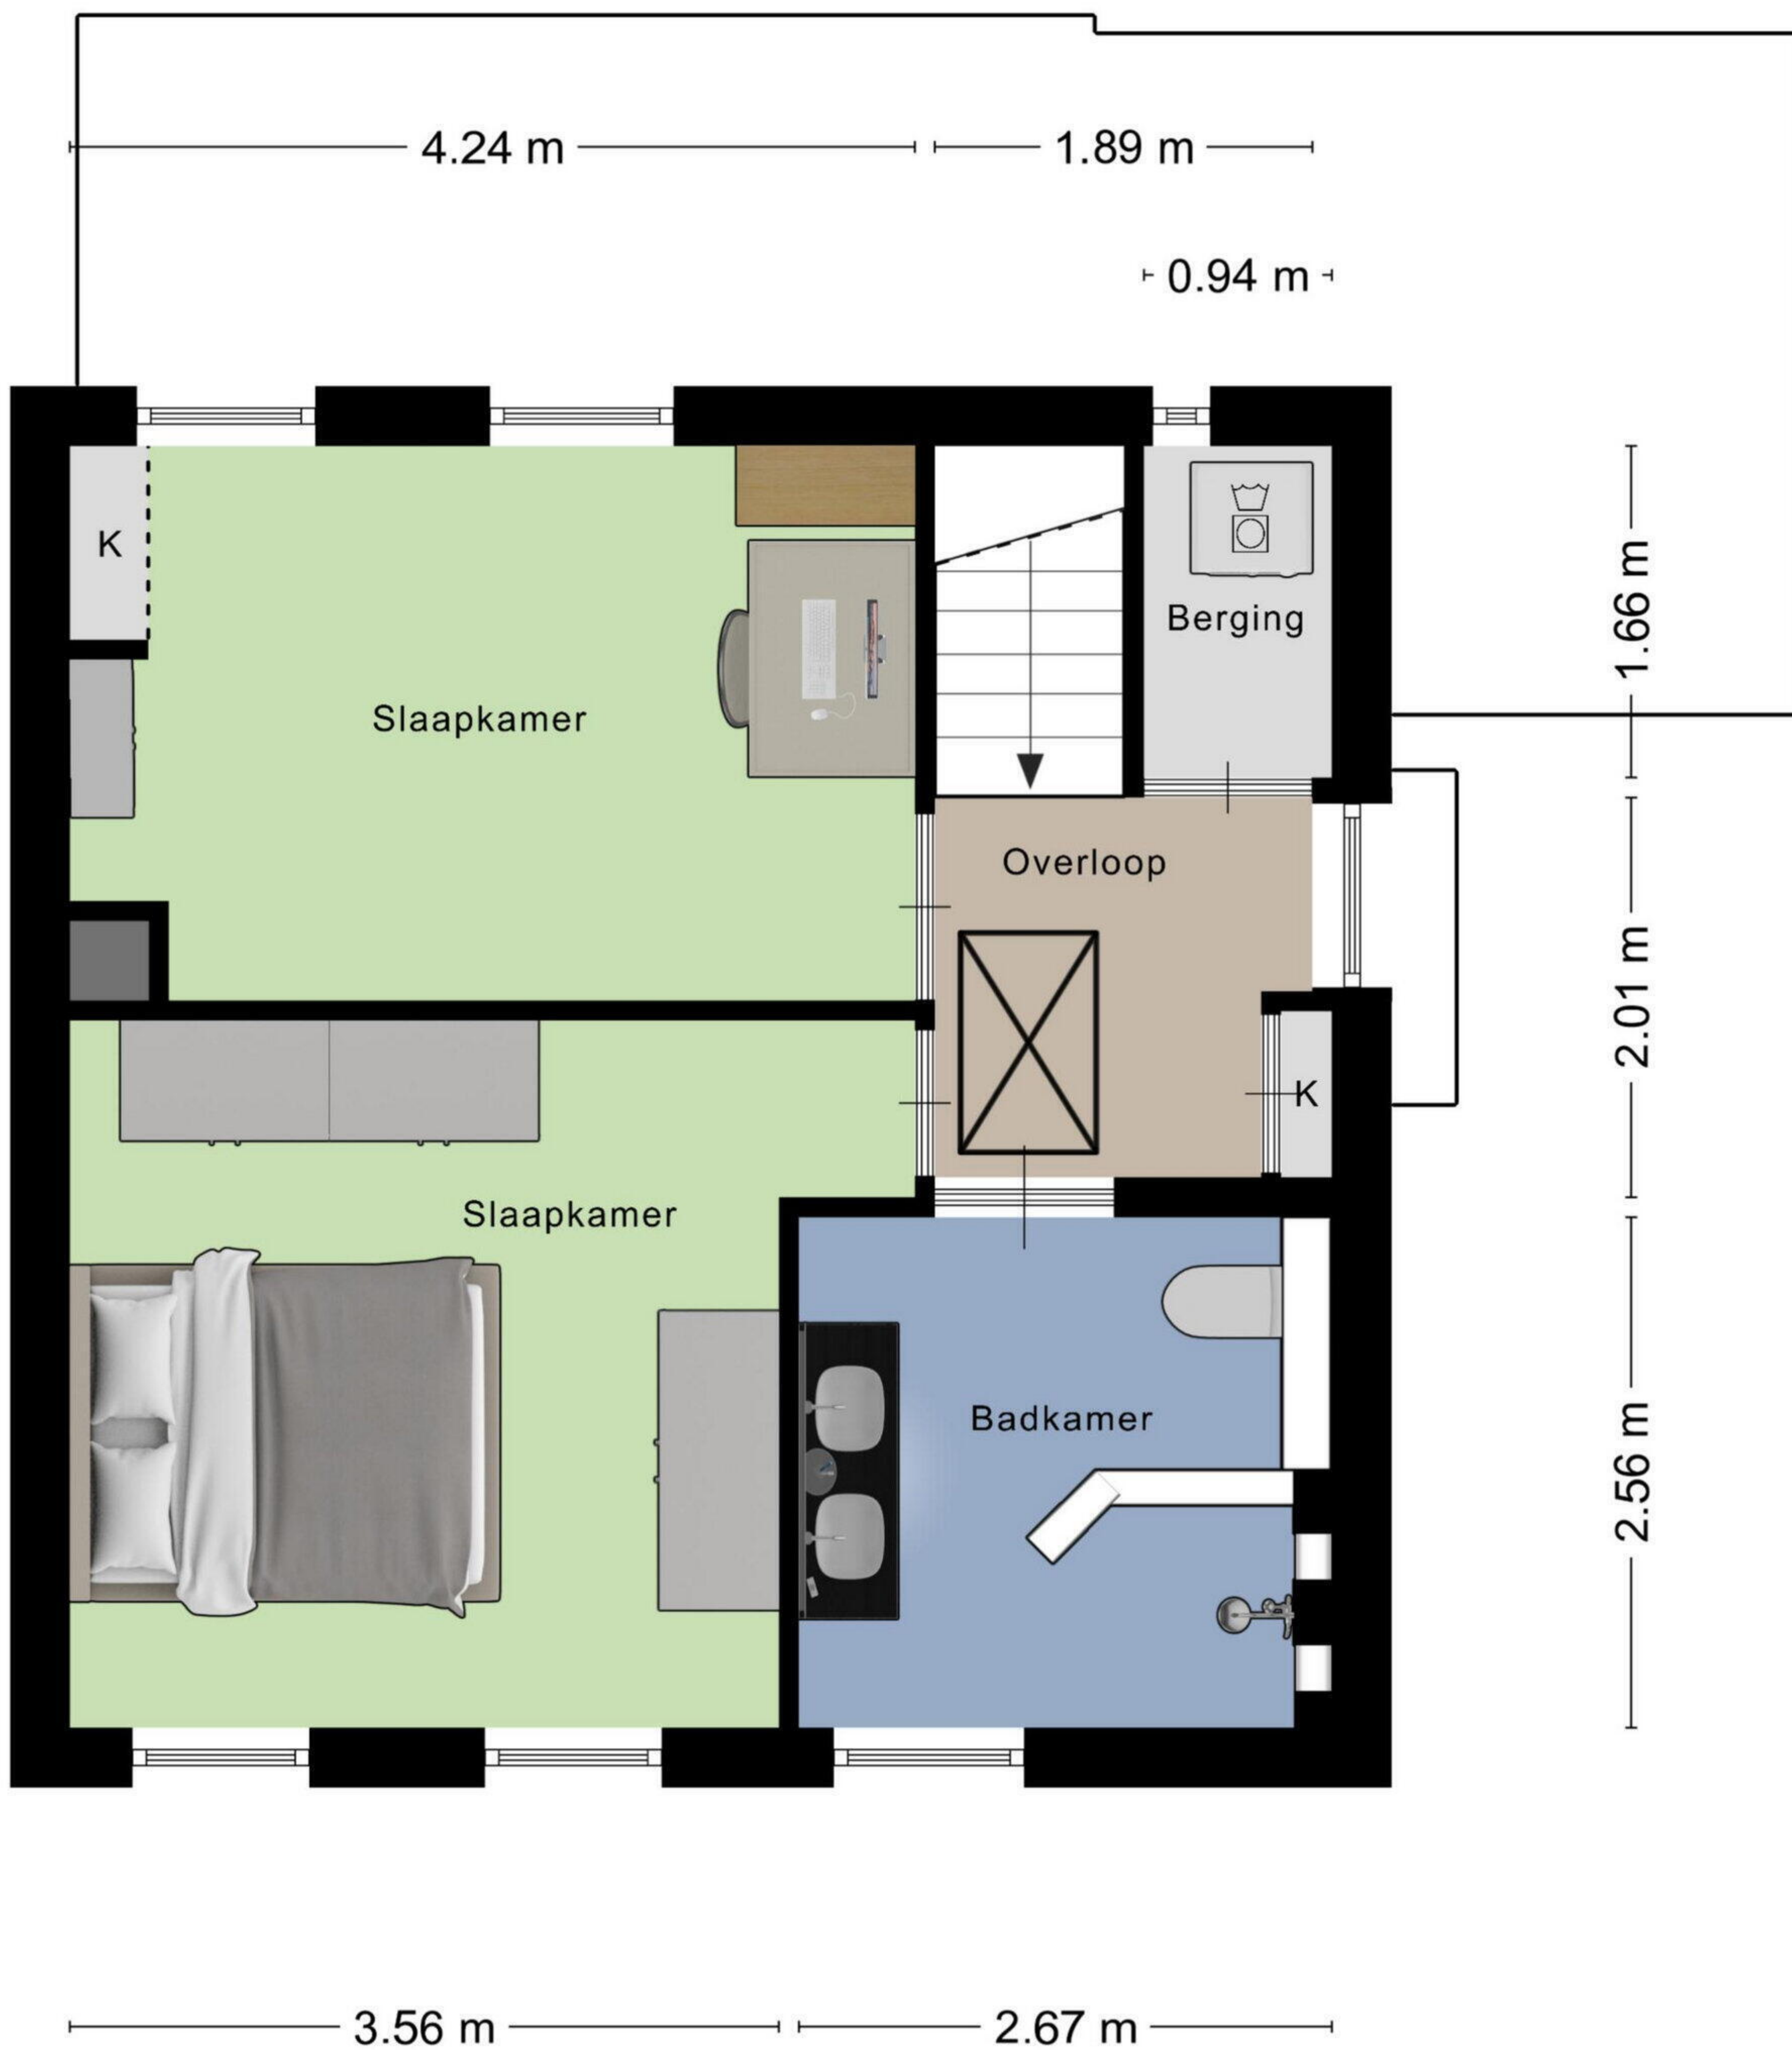 4.24 m
1.89 m
0.94 m
K
Berging
1.66 m
Slaapkamer
Overloop
2.01 m
K
Slaapkamer
Badkamer
2.56 m
3.56 m
2.67 m